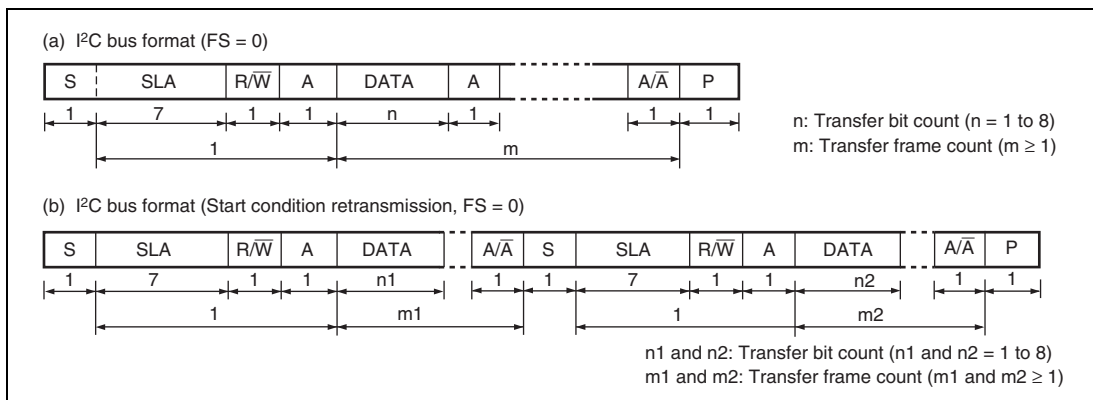 (a) I²C bus format (FS = 0)
S SLA R/W̅ A DATA A A/A̅ P
1 7 1 1 n 1 1 1
1 m
n: Transfer bit count (n = 1 to 8)
m: Transfer frame count (m ≥ 1)
(b) I²C bus format (Start condition retransmission, FS = 0)
S SLA R/W̅ A DATA A/A̅ S SLA R/W̅ A DATA A/A̅ P
1 7 1 1 n1 1 1 7 1 1 n2 1 1
1 m1 1 m2
n1 and n2: Transfer bit count (n1 and n2 = 1 to 8)
m1 and m2: Transfer frame count (m1 and m2 ≥ 1)